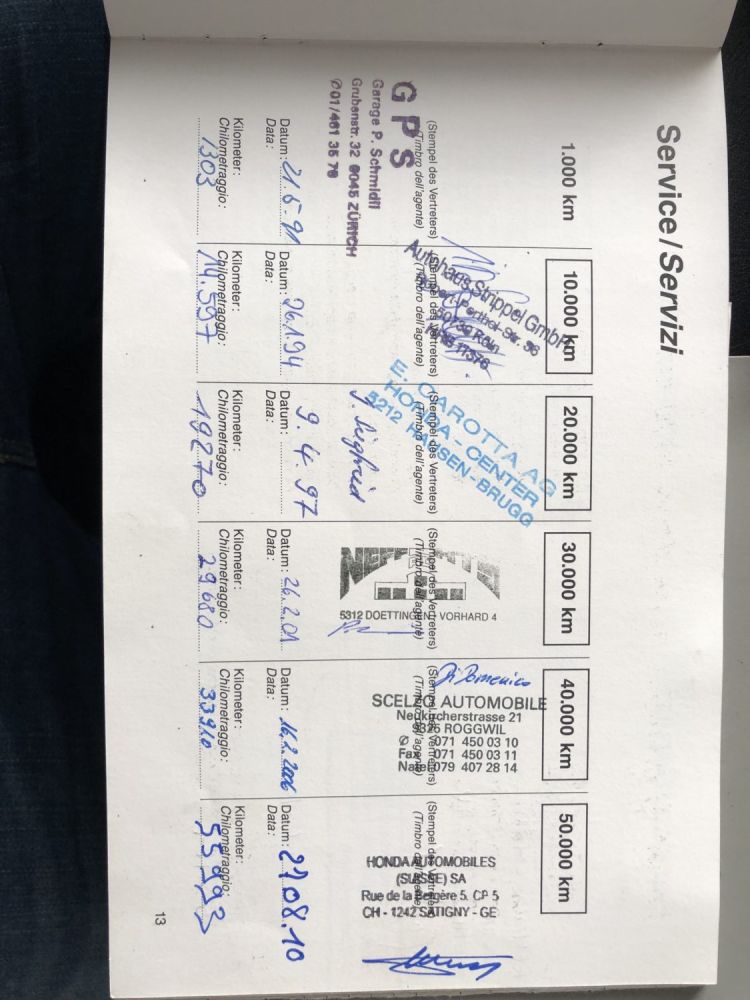 Service/Servizi
1.000 km
(Stempel des Vertreters)
(Timbro dell'agente)
GPS
Garage P. Schmidli
Grubenstr. 32 8045 ZÜRICH
✆01/461 35 76
Datum: 21.5.91
Data:
Kilometer:
Chilometraggio:
1303
10.000 km
(Stempel des Vertreters)
(Timbro dell'agente)
Autohaus Strippel GmbH
Datum: 26.1.94
Data:
Kilometer:
Chilometraggio:
14.597
20.000 km
(Stempel des Vertreters)
(Timbro dell'agente)
E. CAROTTA AG
HONDA - CENTER
5212 HAUSEN-BRUGG
Datum: 9.4.97
Data:
Kilometer:
Chilometraggio:
19270
30.000 km
(Stempel des Vertreters)
(Timbro dell'agente)
5312 DOETTINGEN VORHARD 4
Datum: 26.2.01
Data:
Kilometer:
Chilometraggio:
29680
40.000 km
(Stempel des Vertreters)
(Timbro dell'agente)
Di Domenico
AUTOMOBILE
Neukircherstrasse 21
9325 ROGGWIL
✆ 071 450 03 10
Fax 071 450 03 11
Natel 079 407 28 14
Datum: 16.2.2006
Data:
Kilometer:
Chilometraggio:
33910
50.000 km
(Stempel des Vertreters)
(Timbro dell'agente)
HONDA AUTOMOBILES
(SUISSE) SA
Rue de la Bergère 5. CP 5
CH - 1242 SATIGNY - GE
Datum: 27.08.10
Data:
Kilometer:
Chilometraggio:
55993
13